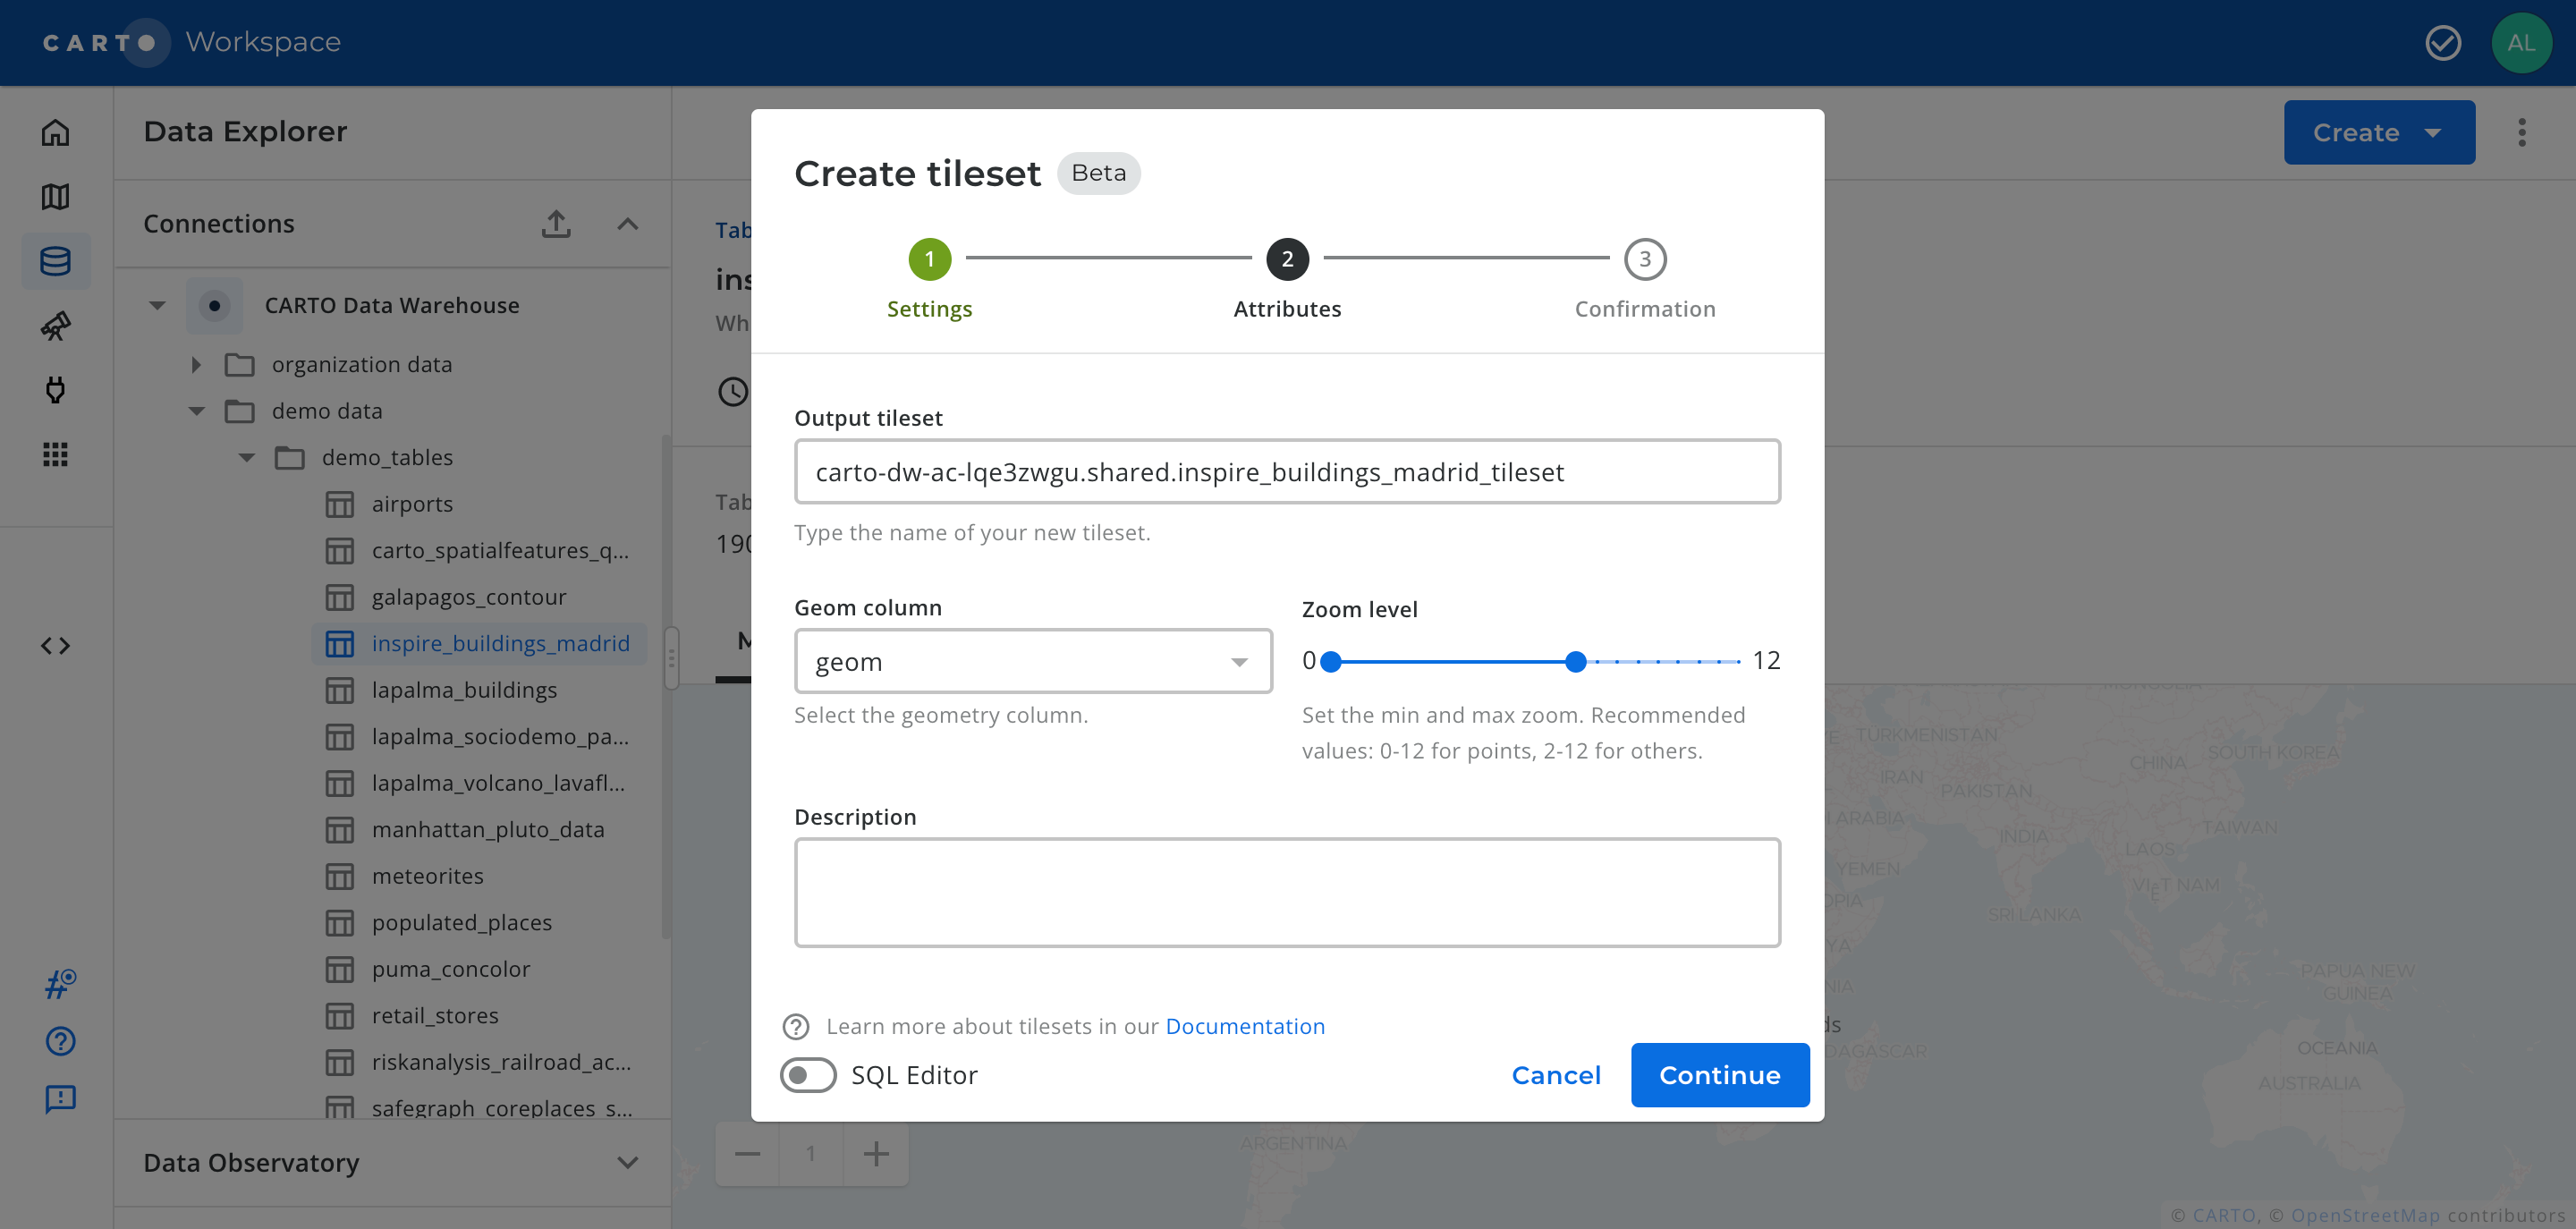 CARTO Workspace
AL
Data Explorer
Create
Connections
CARTO Data Warehouse
organization data
demo data
demo_tables
airports
carto_spatialfeatures_q...
galapagos_contour
inspire_buildings_madrid
lapalma_buildings
lapalma_sociodemo_pa...
lapalma_volcano_lavafl...
manhattan_pluto_data
meteorites
populated_places
puma_concolor
retail_stores
riskanalysis_railroad_ac...
safegraph_coreplaces_s...
Data Observatory
Tab
ins
Wh
Tab
190
M
Create tileset Beta
1 2 3
Settings Attributes Confirmation
Output tileset
carto-dw-ac-lqe3zwgu.shared.inspire_buildings_madrid_tileset
Type the name of your new tileset.
Geom column
geom
Select the geometry column.
Zoom level
0 12
Set the min and max zoom. Recommended
values: 0-12 for points, 2-12 for others.
Description
Learn more about tilesets in our Documentation
SQL Editor
Cancel Continue
1
TURKMENISTAN
SOUTH KOREA
CHINA
IRAN
PAKISTAN
ARABIA
INDIA
TAIWAN
LAOS
YEMEN
VIETNAM
OPIA
SRI LANKA
YA
PAPUA NEW
GUINEA
NIA
ds
DAGASCAR
OCEANIA
AUSTRALIA
ARGENTINA
© CARTO, © OpenStreetMap contributors